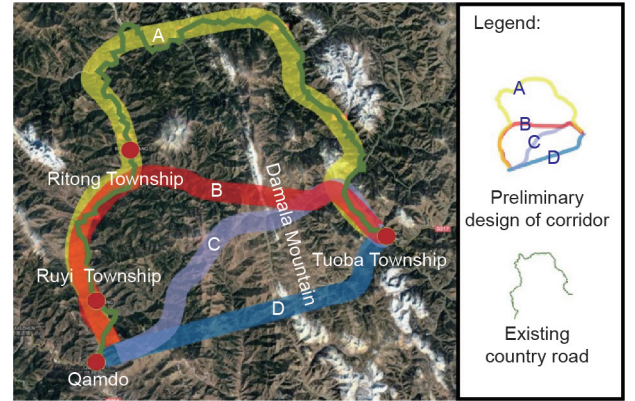 A
Ritong Township
B
Damala Mountain
C
Tuoba Township
Ruyi Township
D
Qamdo
Legend:
A
B
C
D
Preliminary
design of corridor
Existing
country road